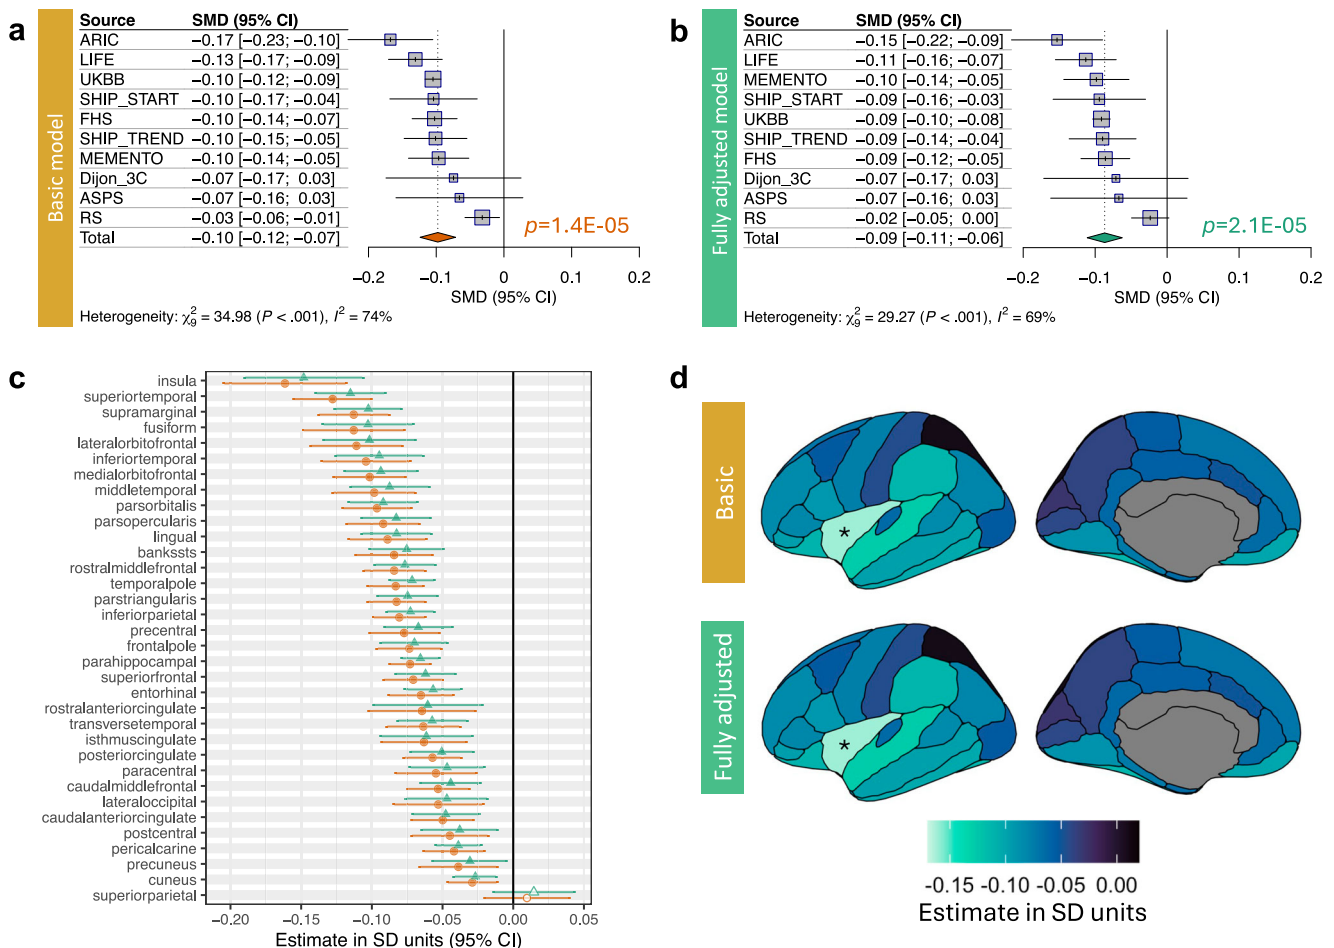 a
Basic model
Source SMD (95% CI)
ARIC −0.17 [−0.23; −0.10]
LIFE −0.13 [−0.17; −0.09]
UKBB −0.10 [−0.12; −0.09]
SHIP_START −0.10 [−0.17; −0.04]
FHS −0.10 [−0.14; −0.07]
SHIP_TREND −0.10 [−0.15; −0.05]
MEMENTO −0.10 [−0.14; −0.05]
Dijon_3C −0.07 [−0.17; 0.03]
ASPS −0.07 [−0.16; 0.03]
RS −0.03 [−0.06; −0.01]
Total −0.10 [−0.12; −0.07]
p=1.4E-05
−0.2 −0.1 0 0.1 0.2
SMD (95% CI)
Heterogeneity: χ²₉ = 34.98 (P < .001), I² = 74%
b
Fully adjusted model
Source SMD (95% CI)
ARIC −0.15 [−0.22; −0.09]
LIFE −0.11 [−0.16; −0.07]
MEMENTO −0.10 [−0.14; −0.05]
SHIP_START −0.09 [−0.16; −0.03]
UKBB −0.09 [−0.10; −0.08]
SHIP_TREND −0.09 [−0.14; −0.04]
FHS −0.09 [−0.12; −0.05]
Dijon_3C −0.07 [−0.17; 0.03]
ASPS −0.07 [−0.16; 0.03]
RS −0.02 [−0.05; 0.00]
Total −0.09 [−0.11; −0.06]
p=2.1E-05
−0.2 −0.1 0 0.1 0.2
SMD (95% CI)
Heterogeneity: χ²₉ = 29.27 (P < .001), I² = 69%
c
insula
superiortemporal
supramarginal
fusiform
lateralorbitofrontal
inferiortemporal
medialorbitofrontal
middletemporal
parsorbitalis
parsopercularis
lingual
bankssts
rostralmiddlefrontal
temporalpole
parstriangularis
inferiorparietal
precentral
frontalpole
parahippocampal
superiorfrontal
entorhinal
rostralanteriorcingulate
transversetemporal
isthmuscingulate
posteriorcingulate
paracentral
caudalmiddlefrontal
lateraloccipital
caudalanteriorcingulate
postcentral
pericalcarine
precuneus
cuneus
superiorparietal
−0.20 −0.15 −0.10 −0.05 0.00 0.05
Estimate in SD units (95% CI)
d
Basic
*
Fully adjusted
*
-0.15 -0.10 -0.05 0.00
Estimate in SD units